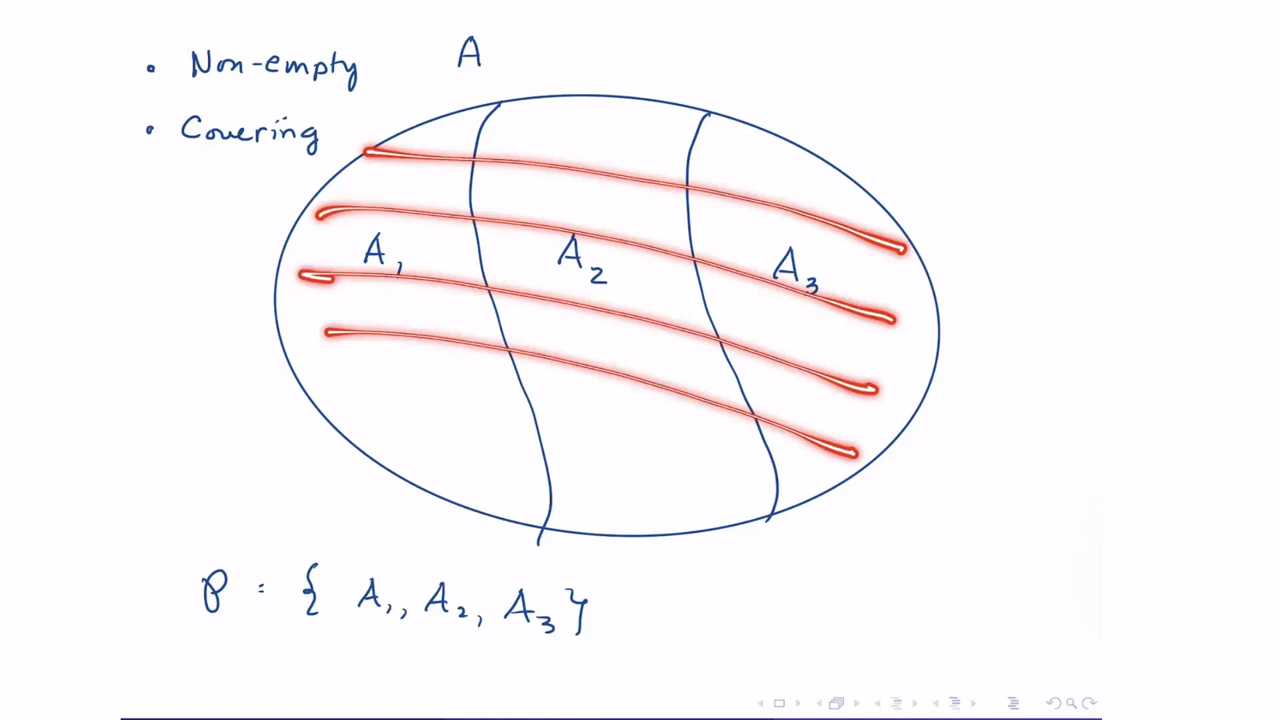 • Non-empty
A
• Covering
A₁
A₂
A₃
P = { A₁, A₂, A₃ }